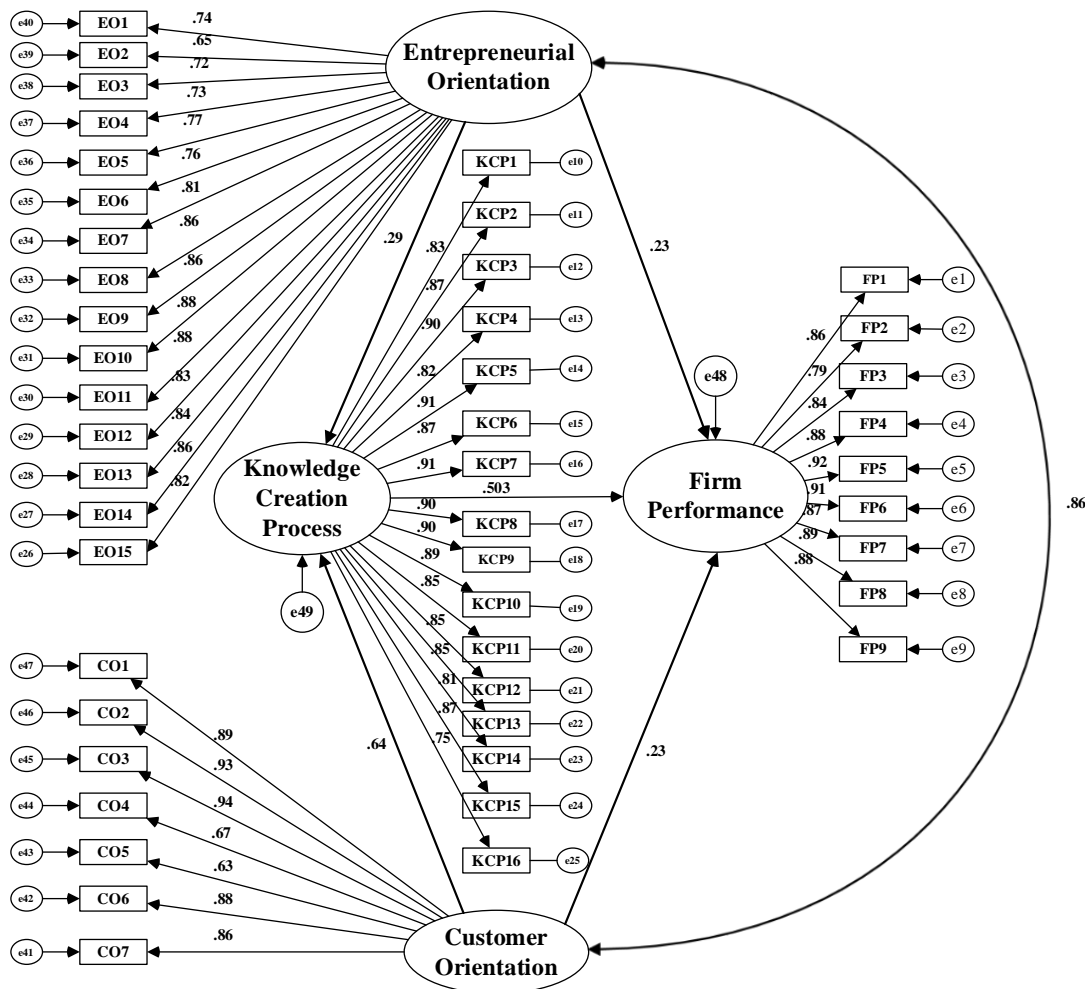 e40 EO1 .74
e39 EO2 .65
e38 EO3 .72
e37 EO4 .73
e36 EO5 .77
e35 EO6 .76
e34 EO7 .81
e33 EO8 .86
e32 EO9 .86
e31 EO10 .88
e30 EO11 .88
e29 EO12 .83
e28 EO13 .84
e27 EO14 .86
e26 EO15 .82
Entrepreneurial
Orientation
.29
.23
.86
KCP1 e10 .83
KCP2 e11 .87
KCP3 e12 .90
KCP4 e13 .82
KCP5 e14 .91
KCP6 e15 .87
KCP7 e16 .91
KCP8 e17 .90
KCP9 e18 .90
KCP10 e19 .89
KCP11 e20 .85
KCP12 e21 .85
KCP13 e22 .85
KCP14 e23 .81
KCP15 e24 .87
KCP16 e25 .75
Knowledge
Creation
Process
e49
.503
e48
Firm
Performance
FP1 e1 .86
FP2 e2 .79
FP3 e3 .84
FP4 e4 .88
FP5 e5 .92
FP6 e6 .91
FP7 e7 .87
FP8 e8 .89
FP9 e9 .88
e47 CO1 .89
e46 CO2 .93
e45 CO3 .94
e44 CO4 .67
e43 CO5 .63
e42 CO6 .88
e41 CO7 .86
.64
.23
Customer
Orientation